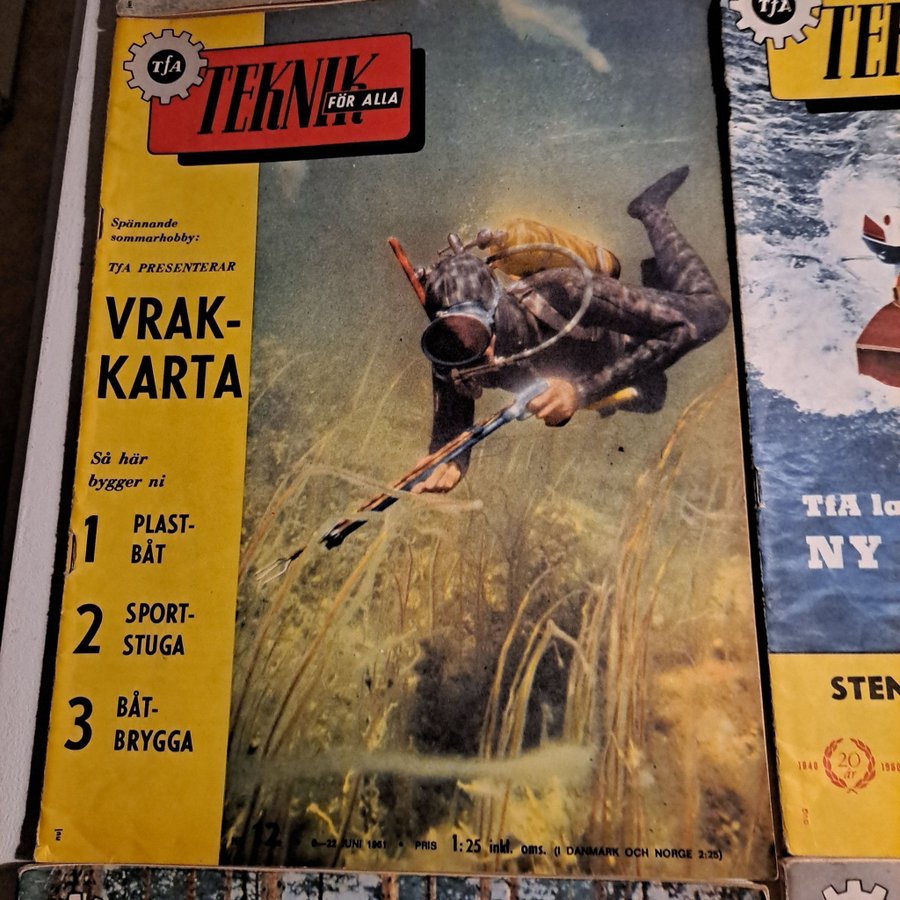 TfA
TEKNIK
FÖR ALLA
Spännande
sommarhobby:
TfA PRESENTERAR
VRAK-
KARTA
Så här
bygger ni
1 PLAST-
BÅT
2 SPORT-
STUGA
3 BÅT-
BRYGGA
12 JUNI 1961 • PRIS 1:25 inkl. oms. (I DANMARK OCH NORGE 2:25)
TfA
TEK
TfA
NY
STEN
1940 20 år 1960